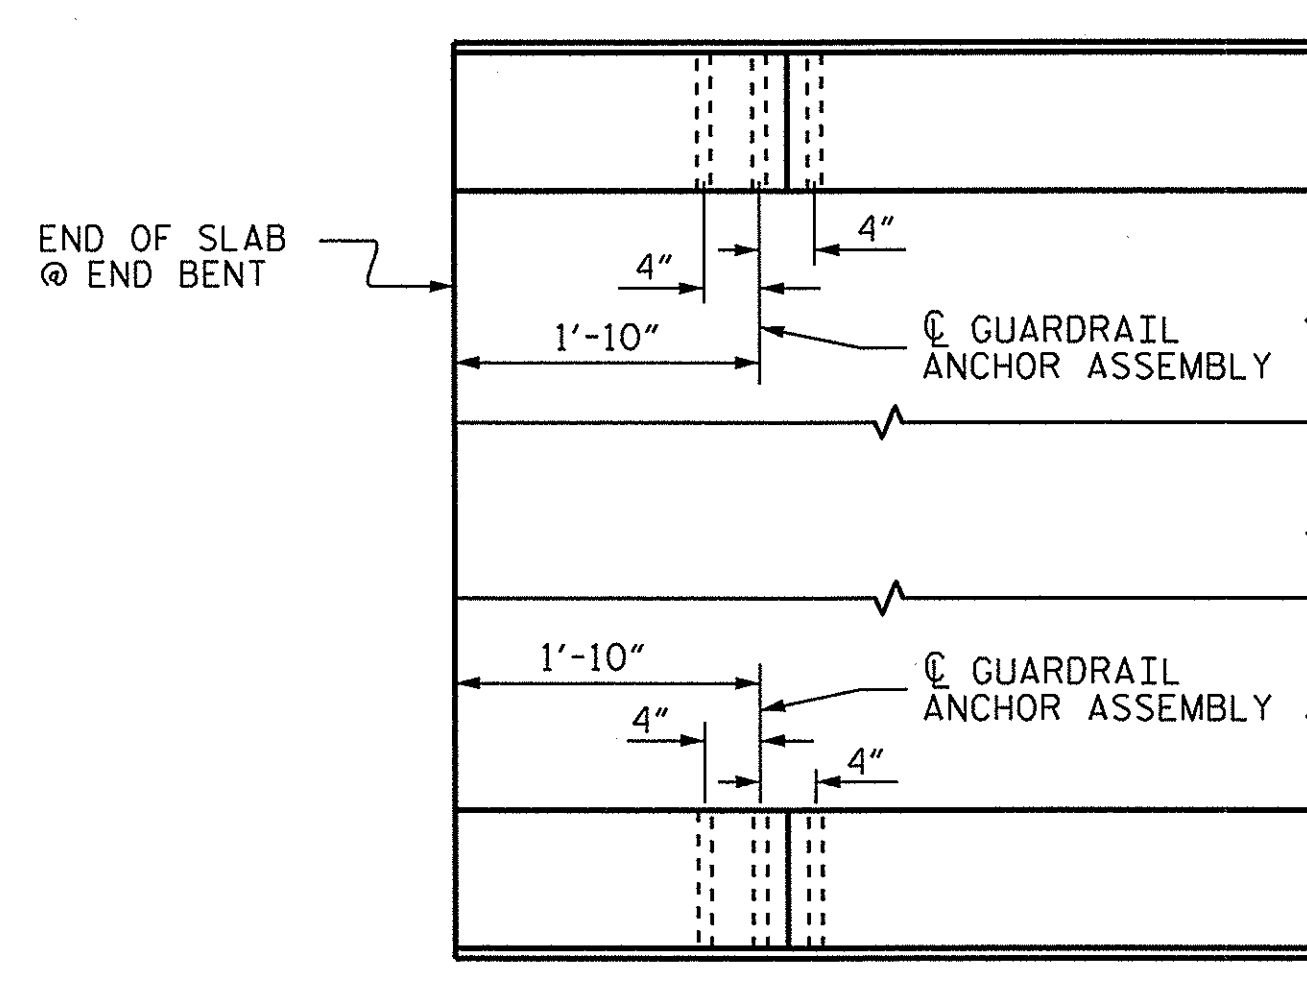 4″
END OF SLAB
@ END BENT
4″
1′-10″
℄ GUARDRAIL
ANCHOR ASSEMBLY
1′-10″
℄ GUARDRAIL
ANCHOR ASSEMBLY
4″
4″